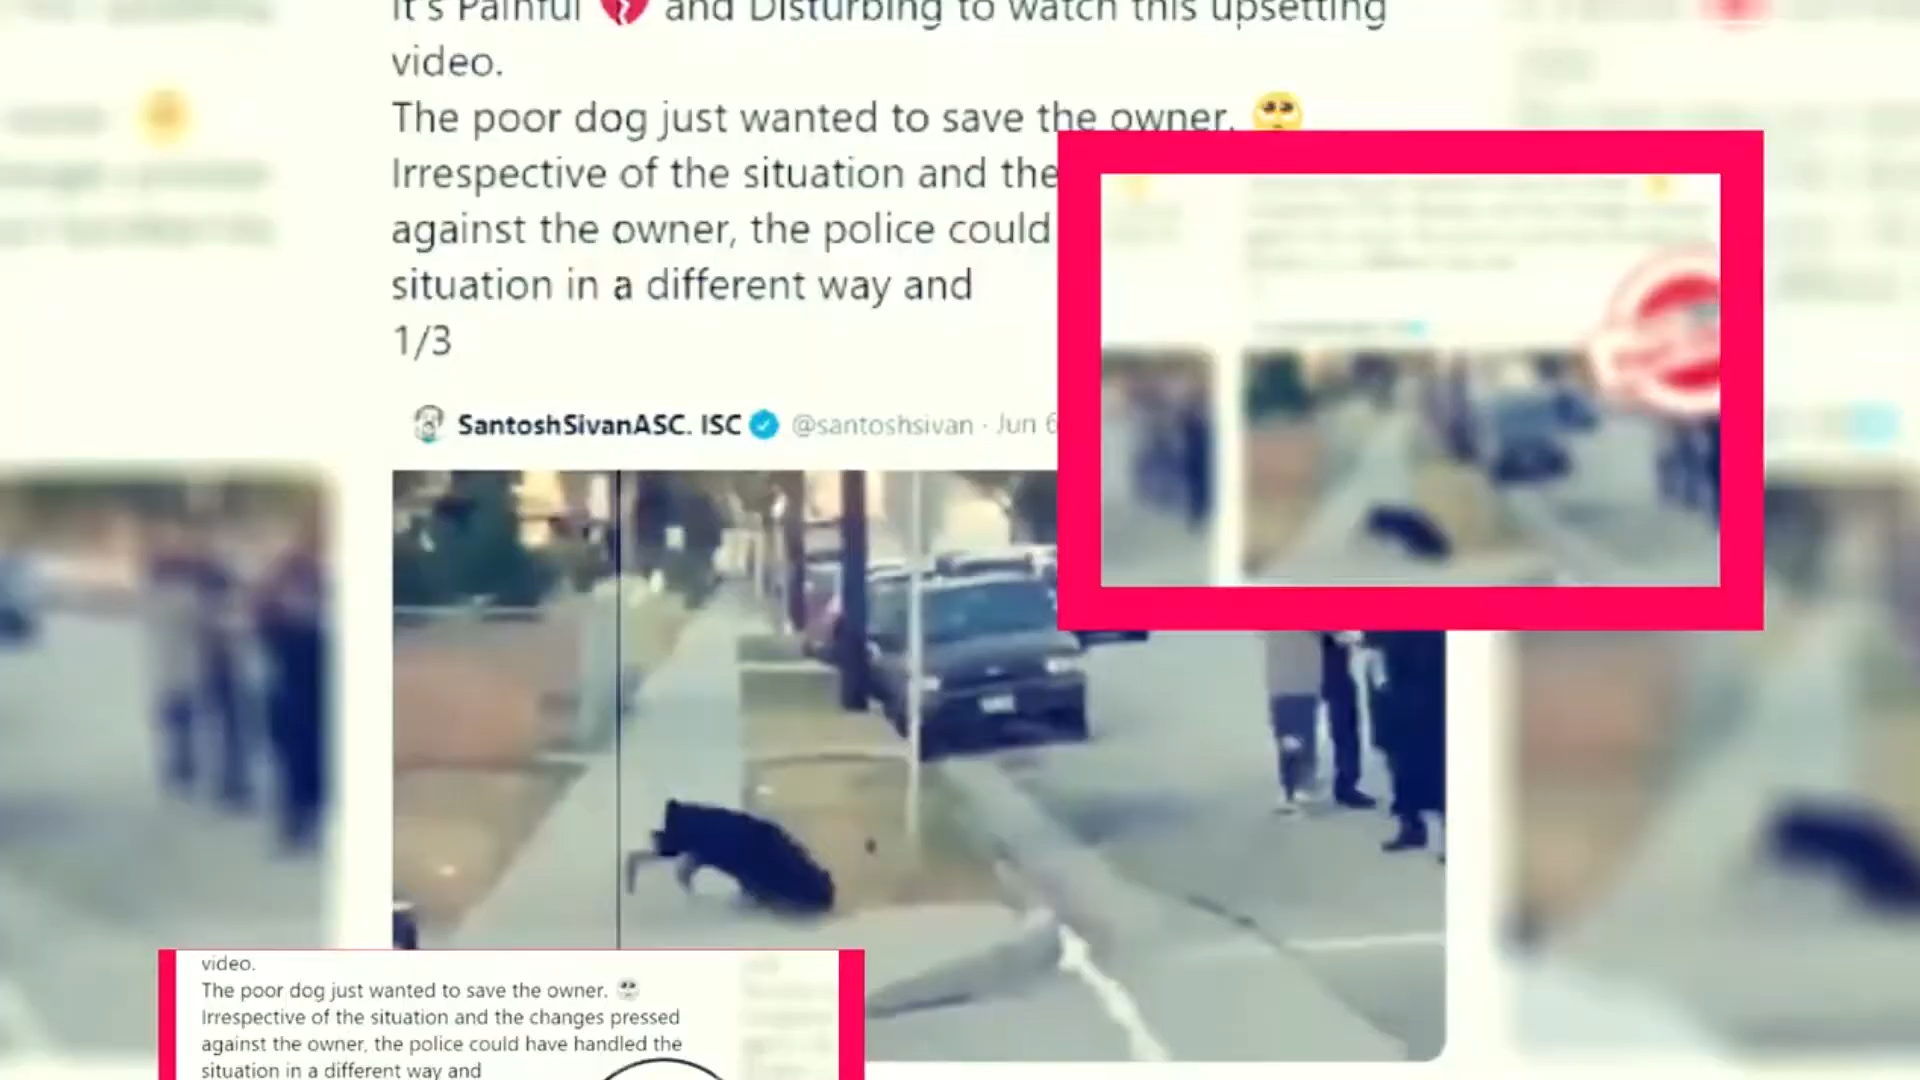 It's Painful 💔 and Disturbing to watch this upsetting
video.
The poor dog just wanted to save the owner. 🥺
Irrespective of the situation and the
against the owner, the police could
situation in a different way and
1/3
SantoshSivanASC. ISC @santoshsivan · Jun 6
video.
The poor dog just wanted to save the owner. 🥺
Irrespective of the situation and the changes pressed
against the owner, the police could have handled the
situation in a different way and